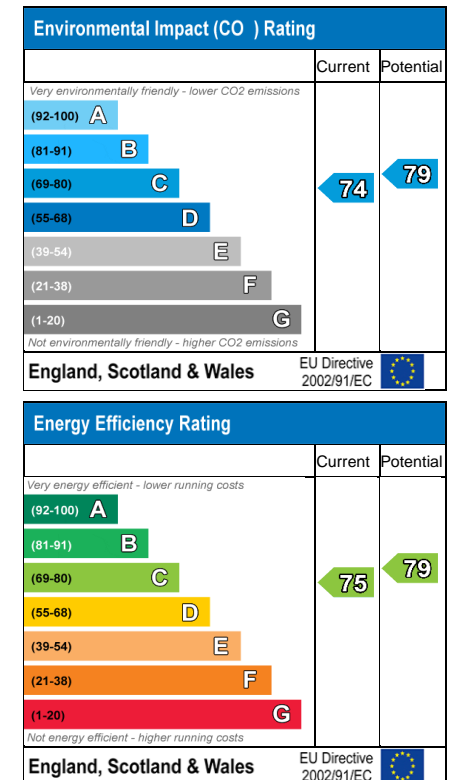 Environmental Impact (CO ) Rating
Current Potential
Very environmentally friendly - lower CO2 emissions
(92-100) A
(81-91) B
(69-80) C
(55-68) D
(39-54) E
(21-38) F
(1-20) G
74
79
Not environmentally friendly - higher CO2 emissions
England, Scotland & Wales
EU Directive
2002/91/EC
Energy Efficiency Rating
Current Potential
Very energy efficient - lower running costs
(92-100) A
(81-91) B
(69-80) C
(55-68) D
(39-54) E
(21-38) F
(1-20) G
75
79
Not energy efficient - higher running costs
England, Scotland & Wales
EU Directive
2002/91/EC